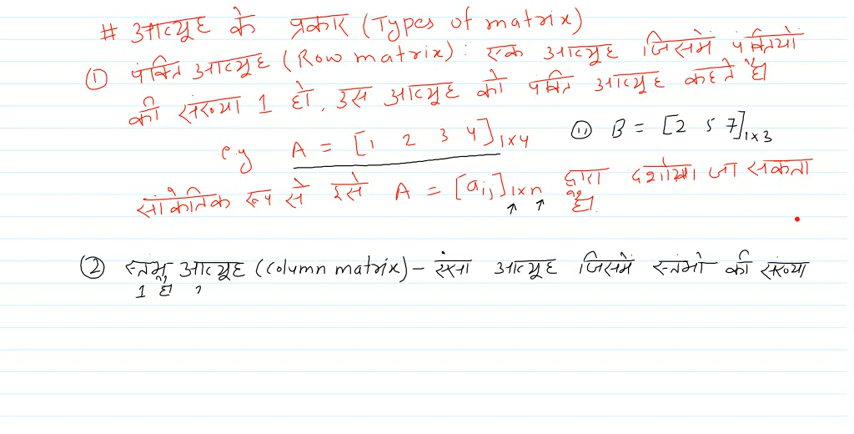 # आव्यूह के प्रकार (Types of matrix)
① पंक्ति आव्यूह (Row matrix) : एक आव्यूह जिसमें पंक्तियों
की संख्या 1 हो, उस आव्यूह को पंक्ति आव्यूह कहते है।
e.g A = [1 2 3 4]₁ₓ₄ (ii) B = [2 5 7]₁ₓ₃
सांकेतिक रूप से इसे A = [aᵢⱼ]₁ₓₙ द्वारा दर्शाया जा सकता
है।
② स्तम्भ आव्यूह (column matrix) – ऐसा आव्यूह जिसमें स्तंभो की संख्या
1 हो ,